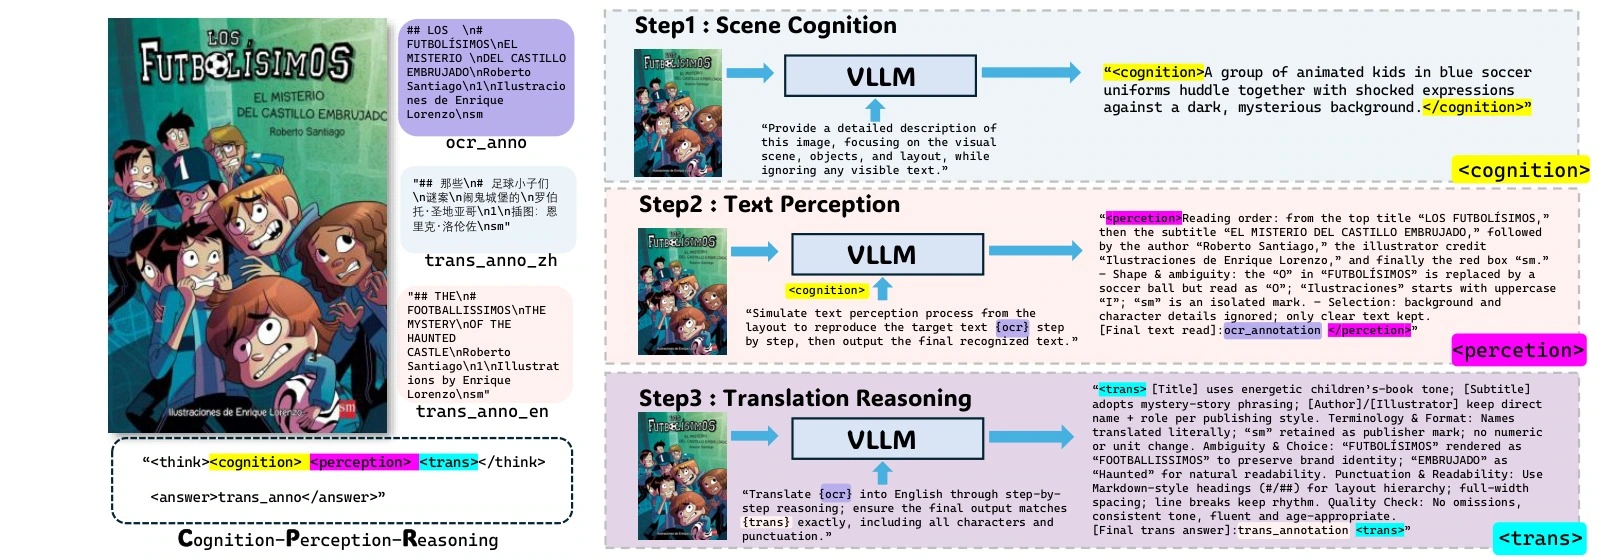 LOS
FUTBOLÍSIMOS
EL MISTERIO
DEL CASTILLO EMBRUJADO
Roberto Santiago
1
Ilustraciones de Enrique Lorenzo
sm
## LOS \n#
FUTBOLÍSIMOS\nEL
MISTERIO \nDEL CASTILLO
EMBRUJADO\nRoberto
Santiago\n1\nIlustracio
nes de Enrique
Lorenzo\nsm
ocr_anno
"## 那些\n# 足球小子们
\n谜案\n闹鬼城堡的\n罗伯
托·圣地亚哥\n1\n插图: 恩
里克·洛伦佐\nsm"
trans_anno_zh
"## THE\n#
FOOTBALLISSIMOS\nTHE
MYSTERY\nOF THE
HAUNTED
CASTLE\nRoberto
Santiago\n1\nIllustrat
ions by Enrique
Lorenzo\nsm"
trans_anno_en
“<think><cognition> <perception> <trans></think>
<answer>trans_anno</answer>”
Cognition-Perception-Reasoning
Step1 : Scene Cognition
VLLM
“Provide a detailed description of
this image, focusing on the visual
scene, objects, and layout, while
ignoring any visible text.”
“<cognition>A group of animated kids in blue soccer
uniforms huddle together with shocked expressions
against a dark, mysterious background.</cognition>”
<cognition>
Step2 : Text Perception
VLLM
<cognition>
“Simulate text perception process from the
layout to reproduce the target text {ocr} step
by step, then output the final recognized text.”
“<percetion>Reading order: from the top title “LOS FUTBOLÍSIMOS,”
then the subtitle “EL MISTERIO DEL CASTILLO EMBRUJADO,” followed
by the author “Roberto Santiago,” the illustrator credit
“Ilustraciones de Enrique Lorenzo,” and finally the red box “sm.”
– Shape & ambiguity: the “O” in “FUTBOLÍSIMOS” is replaced by a
soccer ball but read as “O”; “Ilustraciones” starts with uppercase
“I”; “sm” is an isolated mark. – Selection: background and
character details ignored; only clear text kept.
[Final text read]:ocr_annotation </percetion>”
<percetion>
Step3 : Translation Reasoning
VLLM
“Translate {ocr} into English through step-by-
step reasoning; ensure the final output matches
{trans} exactly, including all characters and
punctuation.”
“<trans> [Title] uses energetic children’s-book tone; [Subtitle]
adopts mystery-story phrasing; [Author]/[Illustrator] keep direct
name + role per publishing style. Terminology & Format: Names
translated literally; “sm” retained as publisher mark; no numeric
or unit change. Ambiguity & Choice: “FUTBOLÍSIMOS” rendered as
“FOOTBALLISSIMOS” to preserve brand identity; “EMBRUJADO” as
“Haunted” for natural readability. Punctuation & Readability: Use
Markdown-style headings (#/##) for layout hierarchy; full-width
spacing; line breaks keep rhythm. Quality Check: No omissions,
consistent tone, fluent and age-appropriate.
[Final trans answer]:trans_annotation <trans>”
<trans>